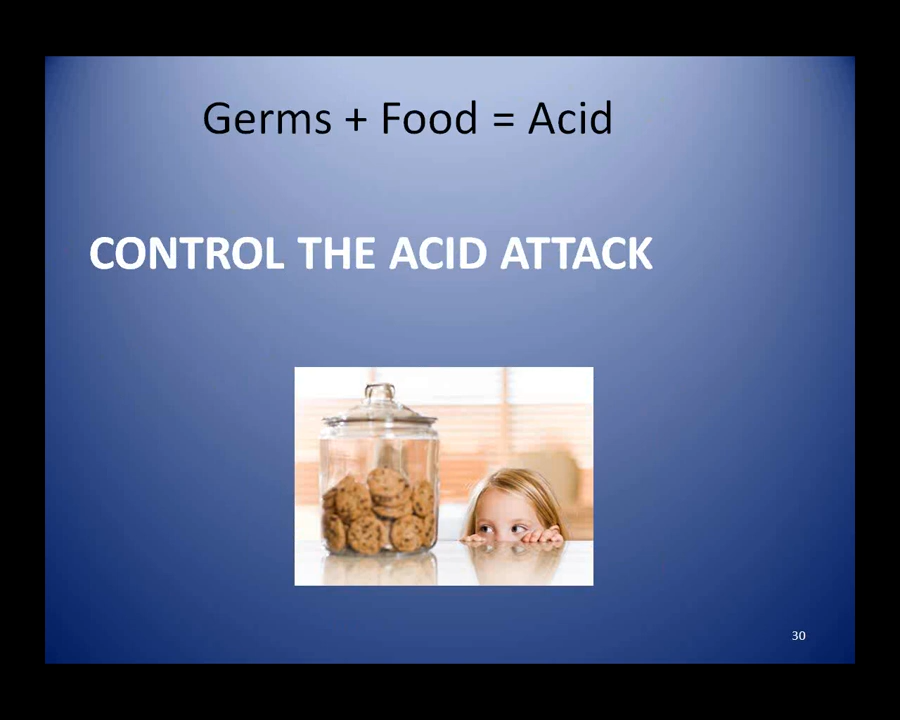 Germs + Food = Acid
CONTROL THE ACID ATTACK
30